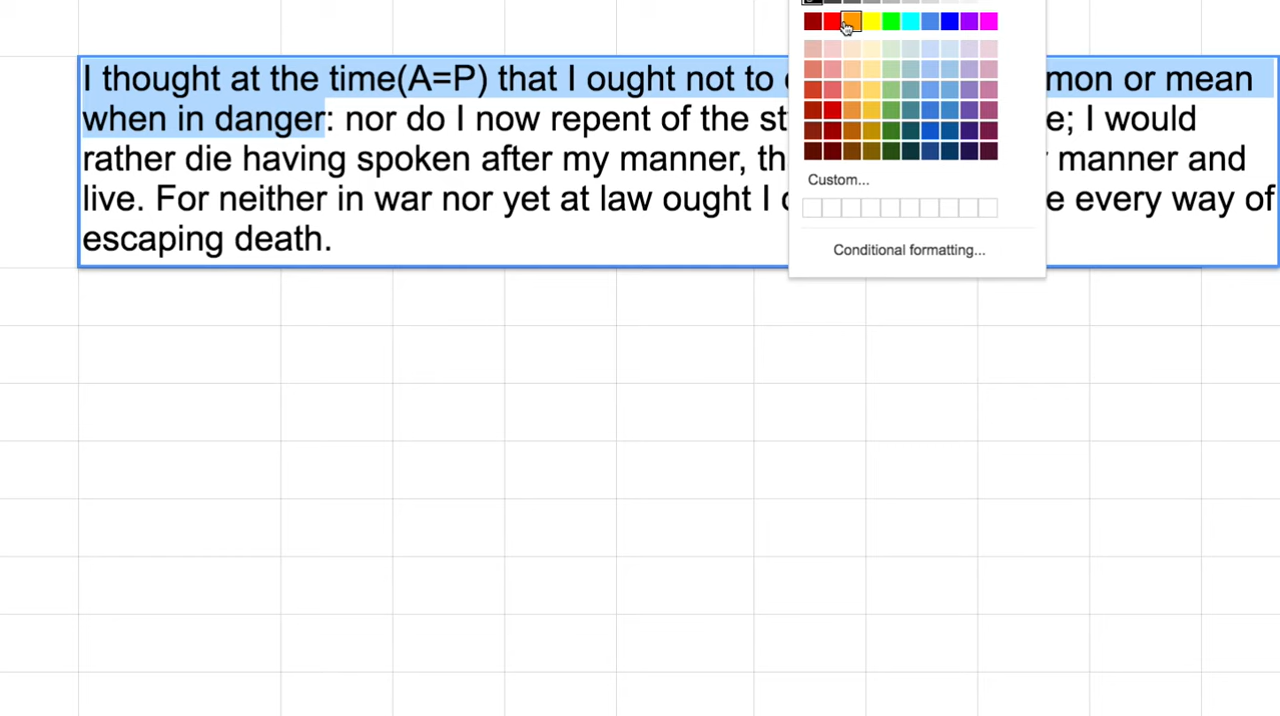 I thought at the time(A=P) that I ought not to mon or mean
when in danger: nor do I now repent of the st e; I would
rather die having spoken after my manner, th manner and
live. For neither in war nor yet at law ought I e every way of
escaping death.
Custom...
Conditional formatting...